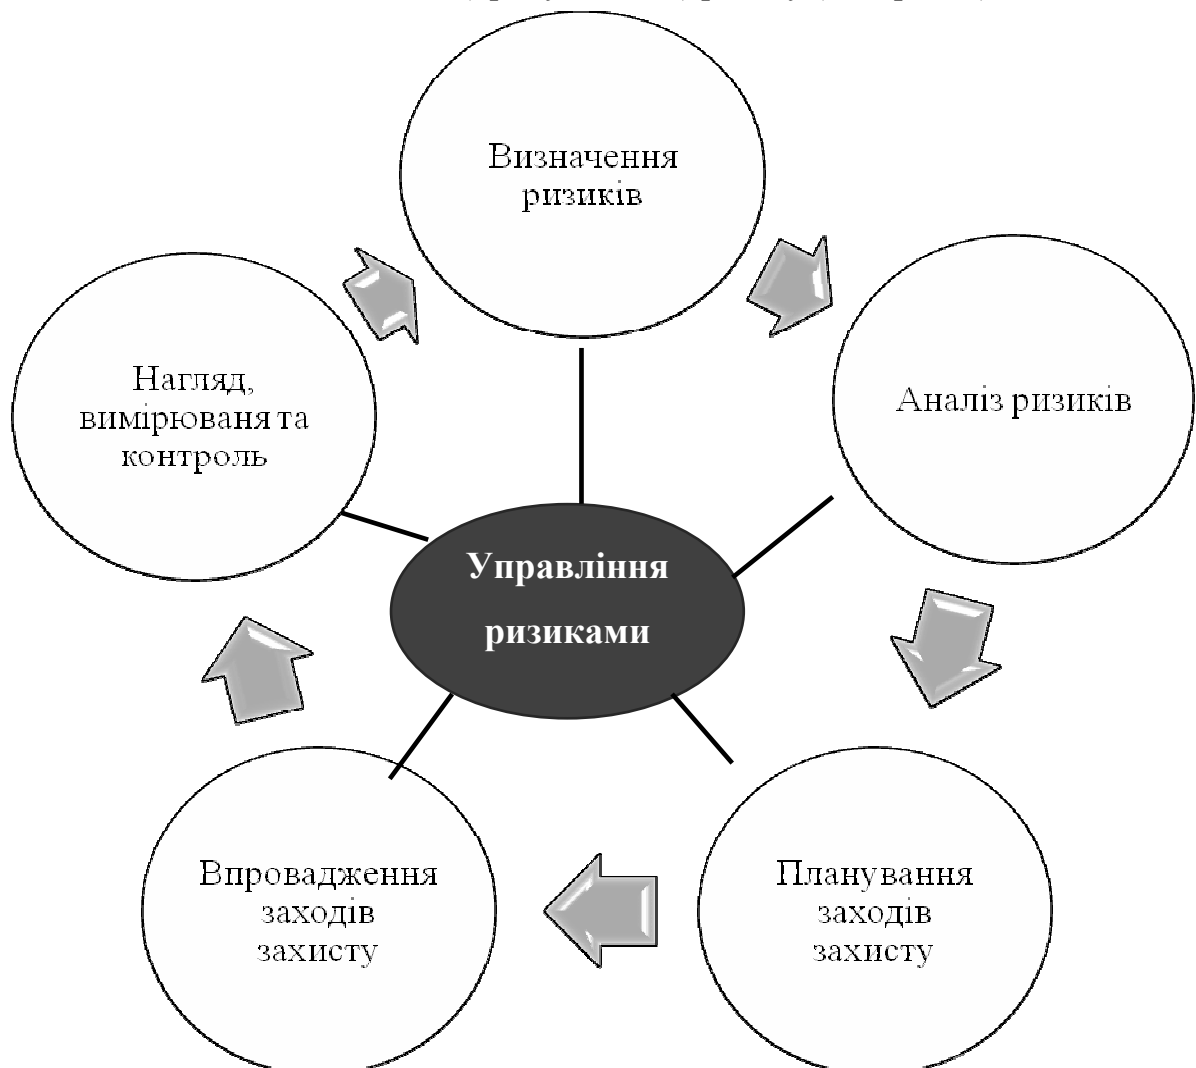 Визначення
ризиків
Аналіз ризиків
Нагляд,
вимірюваня та
контроль
Управління
ризиками
Впровадження
заходів
захисту
Планування
заходів
захисту